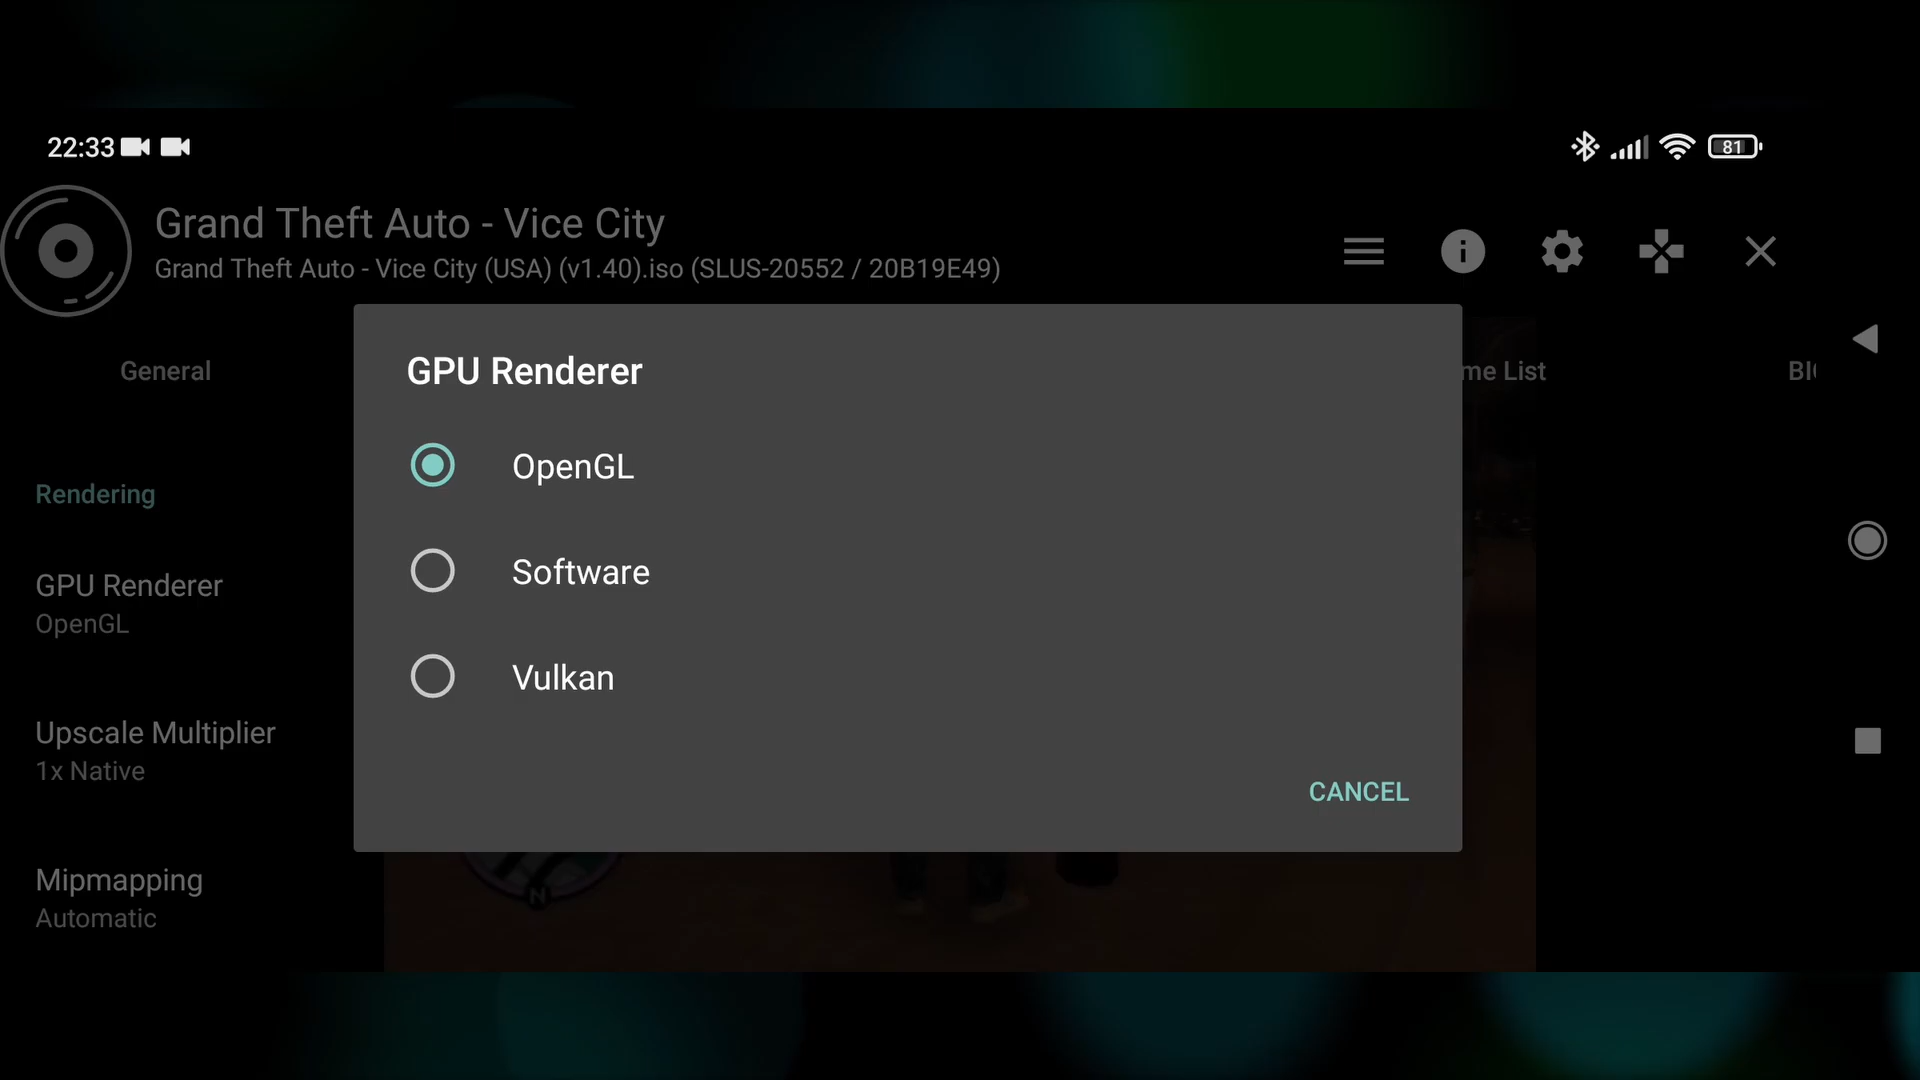 22:33
81
Grand Theft Auto - Vice City
Grand Theft Auto - Vice City (USA) (v1.40).iso (SLUS-20552 / 20B19E49)
General
me List
BI
GPU Renderer
OpenGL
Software
Vulkan
CANCEL
Rendering
GPU Renderer
OpenGL
Upscale Multiplier
1x Native
Mipmapping
Automatic
N